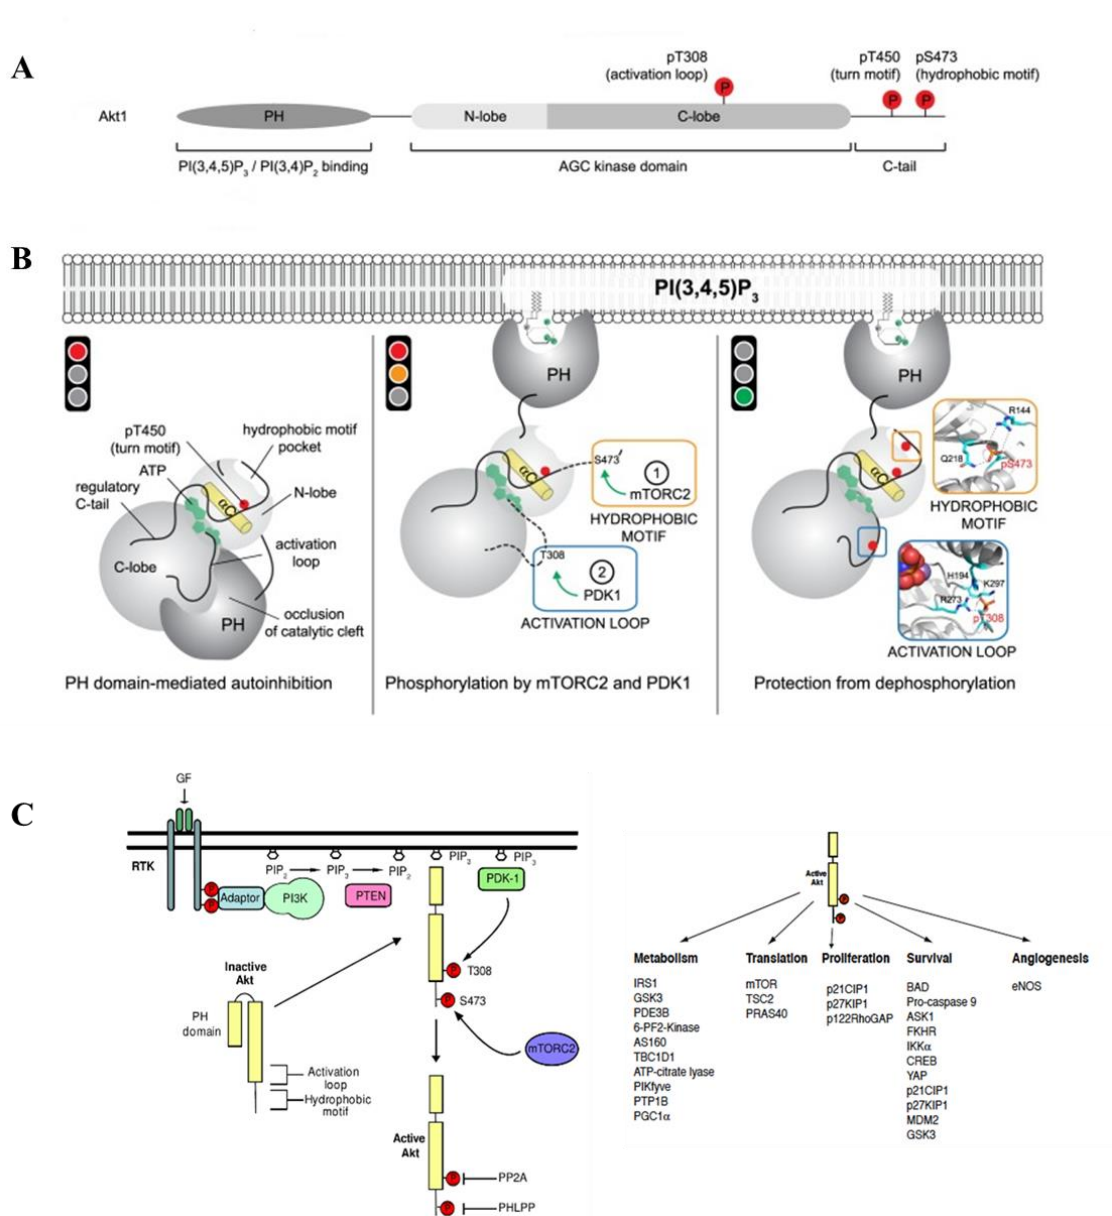 A
pT308
(activation loop)
pT450
(turn motif)
pS473
(hydrophobic motif)
P
P
P
Akt1
PH
N-lobe
C-lobe
PI(3,4,5)P3 / PI(3,4)P2 binding
AGC kinase domain
C-tail
B
PI(3,4,5)P3
pT450
(turn motif)
hydrophobic motif
pocket
ATP
regulatory
C-tail
αC
N-lobe
activation
loop
C-lobe
PH
occlusion
of catalytic cleft
PH domain-mediated autoinhibition
PH
αC
S473
1
mTORC2
HYDROPHOBIC
MOTIF
T308
2
PDK1
ACTIVATION LOOP
Phosphorylation by mTORC2 and PDK1
PH
αC
R144
Q218
pS473
HYDROPHOBIC
MOTIF
H194
K297
R273
pT308
ACTIVATION LOOP
Protection from dephosphorylation
C
GF
RTK
P
P
Adaptor
PI3K
PIP2
PIP3
PIP2
PTEN
PIP3
PIP3
PDK-1
P
T308
P
S473
mTORC2
Inactive
Akt
PH
domain
Activation
loop
Hydrophobic
motif
Active
Akt
P
PP2A
P
PHLPP
Active
Akt
P
P
Metabolism
IRS1
GSK3
PDE3B
6-PF2-Kinase
AS160
TBC1D1
ATP-citrate lyase
PIKfyve
PTP1B
PGC1α
Translation
mTOR
TSC2
PRAS40
Proliferation
p21CIP1
p27KIP1
p122RhoGAP
Survival
BAD
Pro-caspase 9
ASK1
FKHR
IKKα
CREB
YAP
p21CIP1
p27KIP1
MDM2
GSK3
Angiogenesis
eNOS